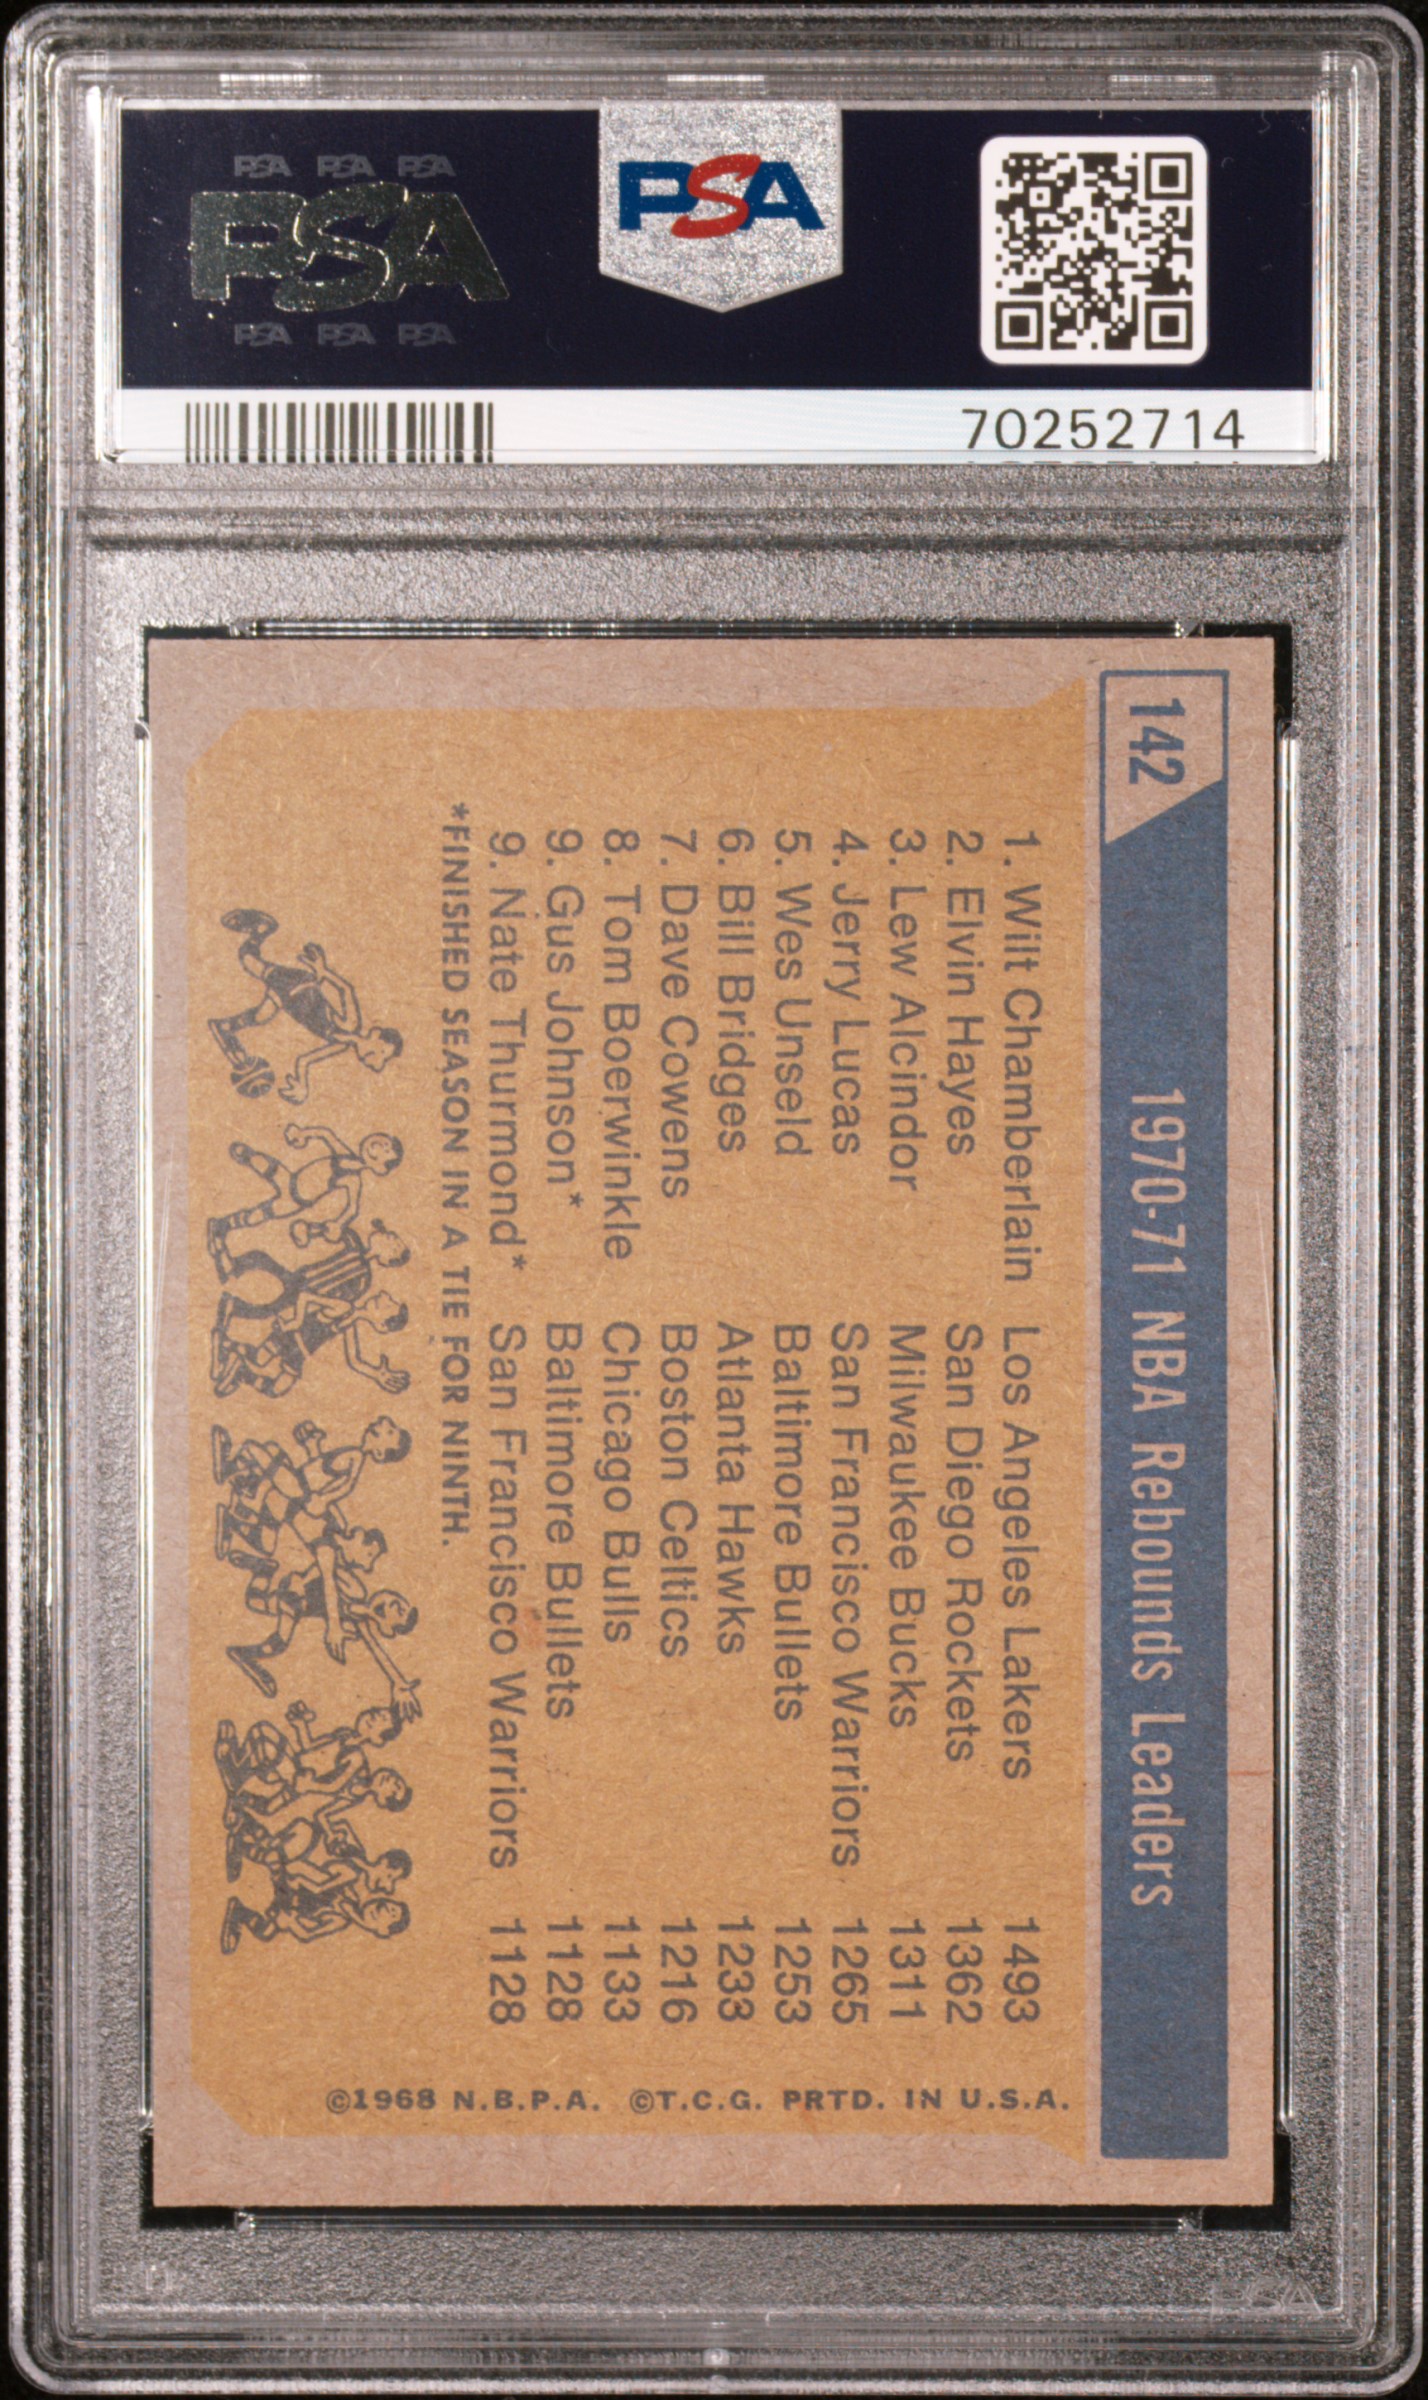 PSA PSA PSA
PSA
PSA PSA PSA
PSA
70252714
142 1970-71 NBA Rebounds Leaders
1. Wilt Chamberlain Los Angeles Lakers 1493
2. Elvin Hayes San Diego Rockets 1362
3. Lew Alcindor Milwaukee Bucks 1311
4. Jerry Lucas San Francisco Warriors 1265
5. Wes Unseld Baltimore Bullets 1253
6. Bill Bridges Atlanta Hawks 1233
7. Dave Cowens Boston Celtics 1216
8. Tom Boerwinkle Chicago Bulls 1133
9. Gus Johnson* Baltimore Bullets 1128
9. Nate Thurmond* San Francisco Warriors 1128
*FINISHED SEASON IN A TIE FOR NINTH.
©1968 N.B.P.A. ©T.C.G. PRTD. IN U.S.A.
PSA